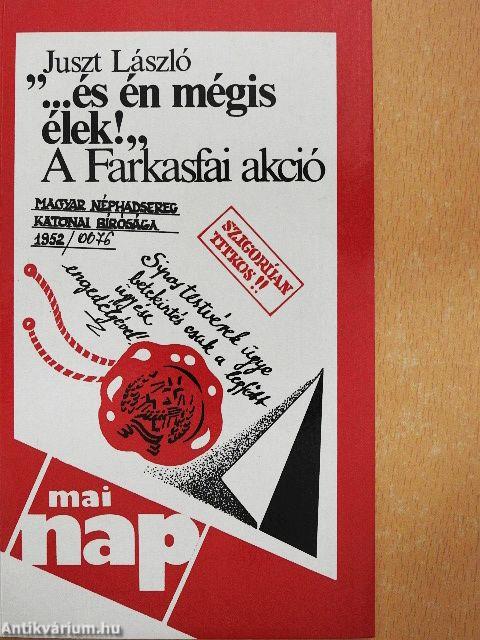 Juszt László
"...és én mégis
élek!"
A Farkasfai akció
MAGYAR NÉPHADSEREG
KATONAI BÍRÓSÁGA
1952/0076
SZIGORÚAN
TITKOS!!
Sipos testvérek ügye
betekintés csak a legfőbb
ügyész
engedélyével!
mai
nap
Antikvárium.hu